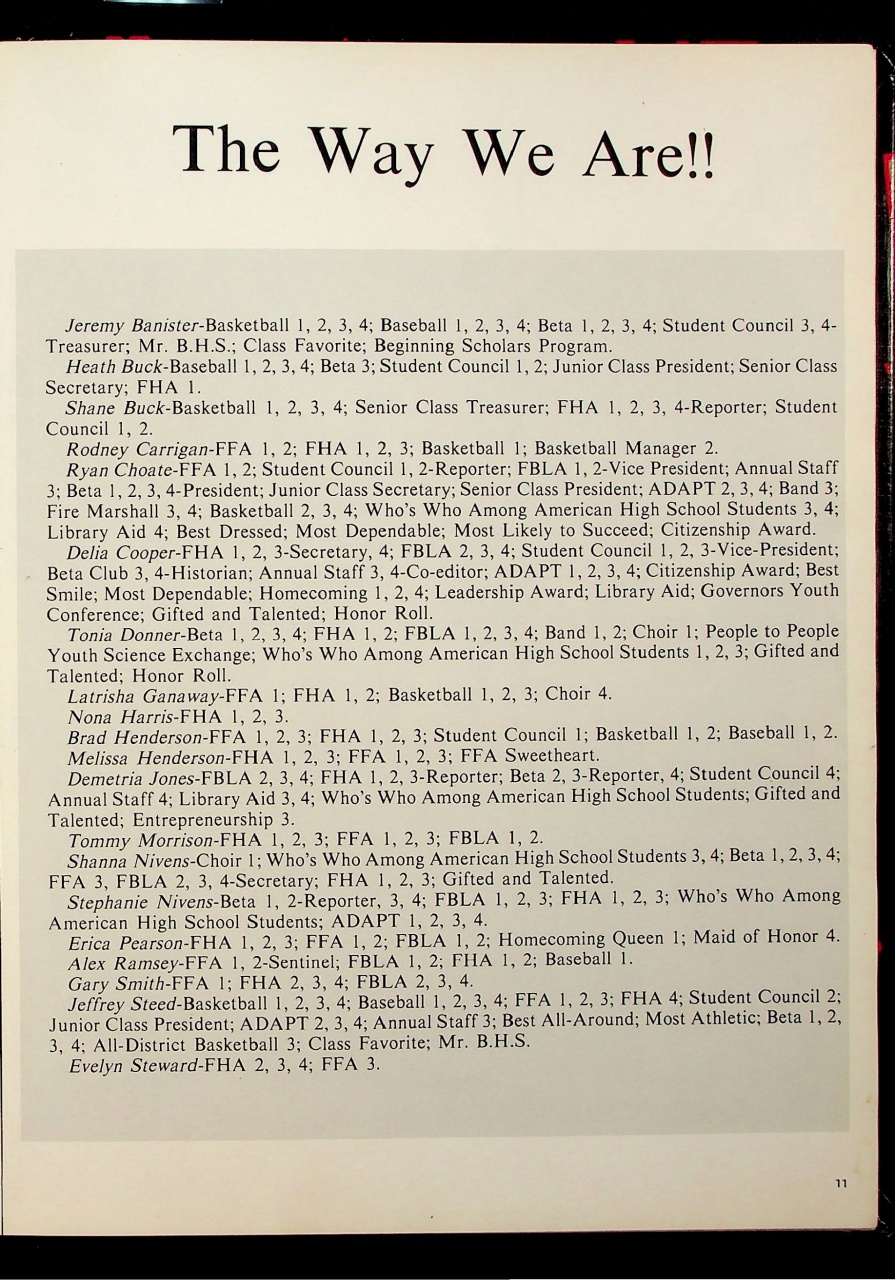 The Way We Are!!
Jeremy Banister-Basketball 1, 2, 3, 4; Baseball 1, 2, 3, 4; Beta 1, 2, 3, 4; Student Council 3, 4-
Treasurer; Mr. B.H.S.; Class Favorite; Beginning Scholars Program.
Heath Buck-Baseball 1, 2, 3, 4; Beta 3; Student Council 1, 2; Junior Class President; Senior Class
Secretary; FHA 1.
Shane Buck-Basketball 1, 2, 3, 4; Senior Class Treasurer; FHA 1, 2, 3, 4-Reporter; Student
Council 1, 2.
Rodney Carrigan-FFA 1, 2; FHA 1, 2, 3; Basketball 1; Basketball Manager 2.
Ryan Choate-FFA 1, 2; Student Council 1, 2-Reporter; FBLA 1, 2-Vice President; Annual Staff
3; Beta 1, 2, 3, 4-President; Junior Class Secretary; Senior Class President; ADAPT 2, 3, 4; Band 3;
Fire Marshall 3, 4; Basketball 2, 3, 4; Who's Who Among American High School Students 3, 4;
Library Aid 4; Best Dressed; Most Dependable; Most Likely to Succeed; Citizenship Award.
Delia Cooper-FHA 1, 2, 3-Secretary, 4; FBLA 2, 3, 4; Student Council 1, 2, 3-Vice-President;
Beta Club 3, 4-Historian; Annual Staff 3, 4-Co-editor; ADAPT 1, 2, 3, 4; Citizenship Award; Best
Smile; Most Dependable; Homecoming 1, 2, 4; Leadership Award; Library Aid; Governors Youth
Conference; Gifted and Talented; Honor Roll.
Tonia Donner-Beta 1, 2, 3, 4; FHA 1, 2; FBLA 1, 2, 3, 4; Band 1, 2; Choir 1; People to People
Youth Science Exchange; Who's Who Among American High School Students 1, 2, 3; Gifted and
Talented; Honor Roll.
Latrisha Ganaway-FFA 1; FHA 1, 2; Basketball 1, 2, 3; Choir 4.
Nona Harris-FHA 1, 2, 3.
Brad Henderson-FFA 1, 2, 3; FHA 1, 2, 3; Student Council 1; Basketball 1, 2; Baseball 1, 2.
Melissa Henderson-FHA 1, 2, 3; FFA 1, 2, 3; FFA Sweetheart.
Demetria Jones-FBLA 2, 3, 4; FHA 1, 2, 3-Reporter; Beta 2, 3-Reporter, 4; Student Council 4;
Annual Staff 4; Library Aid 3, 4; Who's Who Among American High School Students; Gifted and
Talented; Entrepreneurship 3.
Tommy Morrison-FHA 1, 2, 3; FFA 1, 2, 3; FBLA 1, 2.
Shanna Nivens-Choir 1; Who's Who Among American High School Students 3, 4; Beta 1, 2, 3, 4;
FFA 3, FBLA 2, 3, 4-Secretary; FHA 1, 2, 3; Gifted and Talented.
Stephanie Nivens-Beta 1, 2-Reporter, 3, 4; FBLA 1, 2, 3; FHA 1, 2, 3; Who's Who Among
American High School Students; ADAPT 1, 2, 3, 4.
Erica Pearson-FHA 1, 2, 3; FFA 1, 2; FBLA 1, 2; Homecoming Queen 1; Maid of Honor 4.
Alex Ramsey-FFA 1, 2-Sentinel; FBLA 1, 2; FHA 1, 2; Baseball 1.
Gary Smith-FFA 1; FHA 2, 3, 4; FBLA 2, 3, 4.
Jeffrey Steed-Basketball 1, 2, 3, 4; Baseball 1, 2, 3, 4; FFA 1, 2, 3; FHA 4; Student Council 2;
Junior Class President; ADAPT 2, 3, 4; Annual Staff 3; Best All-Around; Most Athletic; Beta 1, 2,
3, 4; All-District Basketball 3; Class Favorite; Mr. B.H.S.
Evelyn Steward-FHA 2, 3, 4; FFA 3.
11